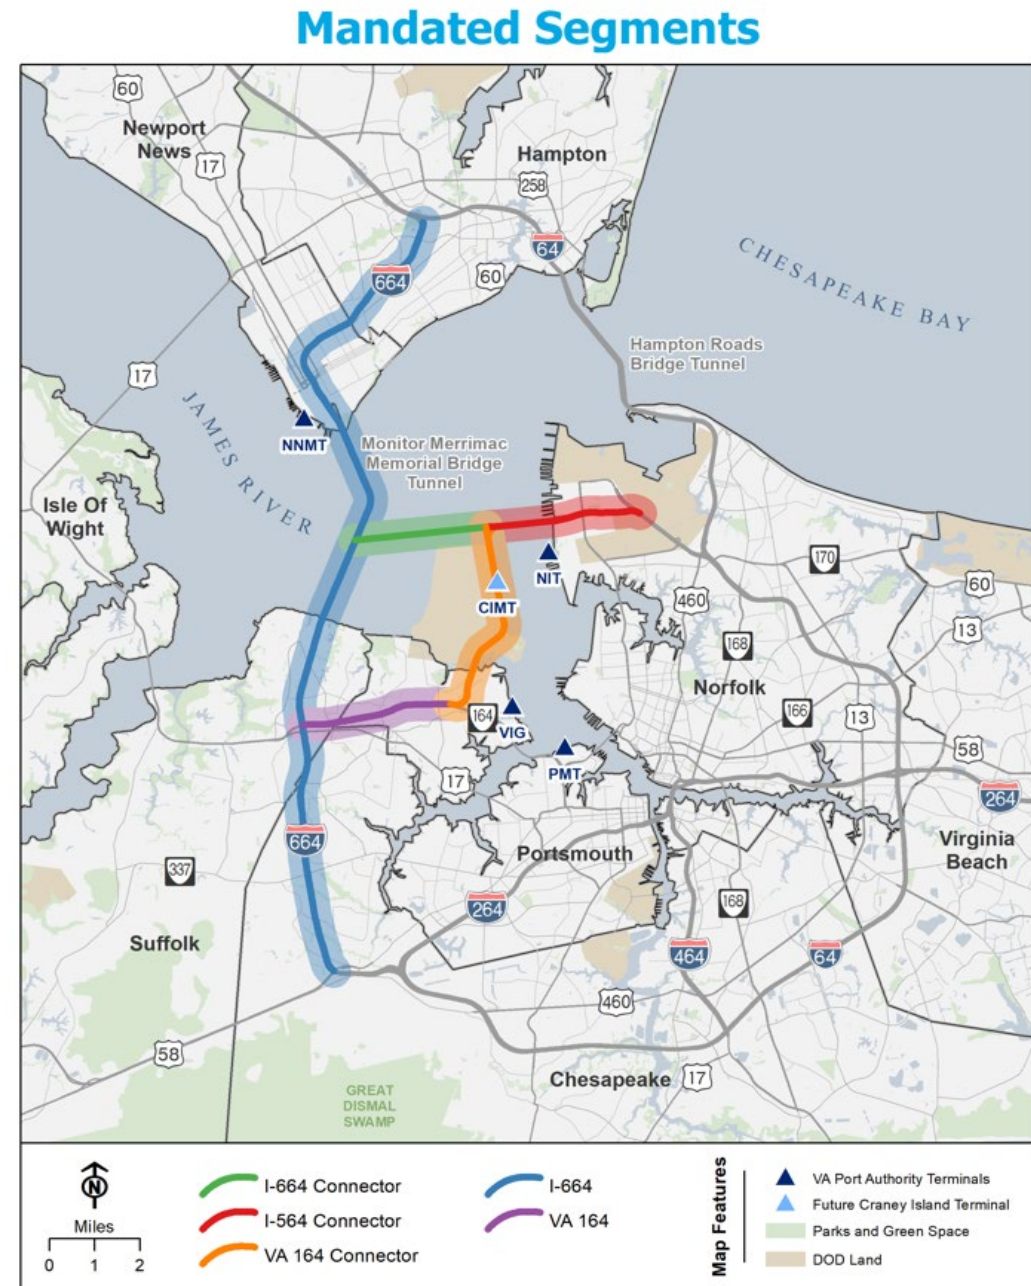 Mandated Segments
60
Newport
News
17
Hampton
258
64
664
60
CHESAPEAKE BAY
Hampton Roads
Bridge Tunnel
17
JAMES RIVER
NNMT
Monitor Merrimac
Memorial Bridge
Tunnel
Isle Of
Wight
NIT
170
CIMT
460
60
13
168
Norfolk
164
VIG
166
13
PMT
17
58
264
664
Portsmouth
Virginia
Beach
337
264
168
Suffolk
464
64
460
58
Chesapeake
17
GREAT
DISMAL
SWAMP
N
Miles
0 1 2
I-664 Connector
I-564 Connector
VA 164 Connector
I-664
VA 164
Map Features
VA Port Authority Terminals
Future Craney Island Terminal
Parks and Green Space
DOD Land